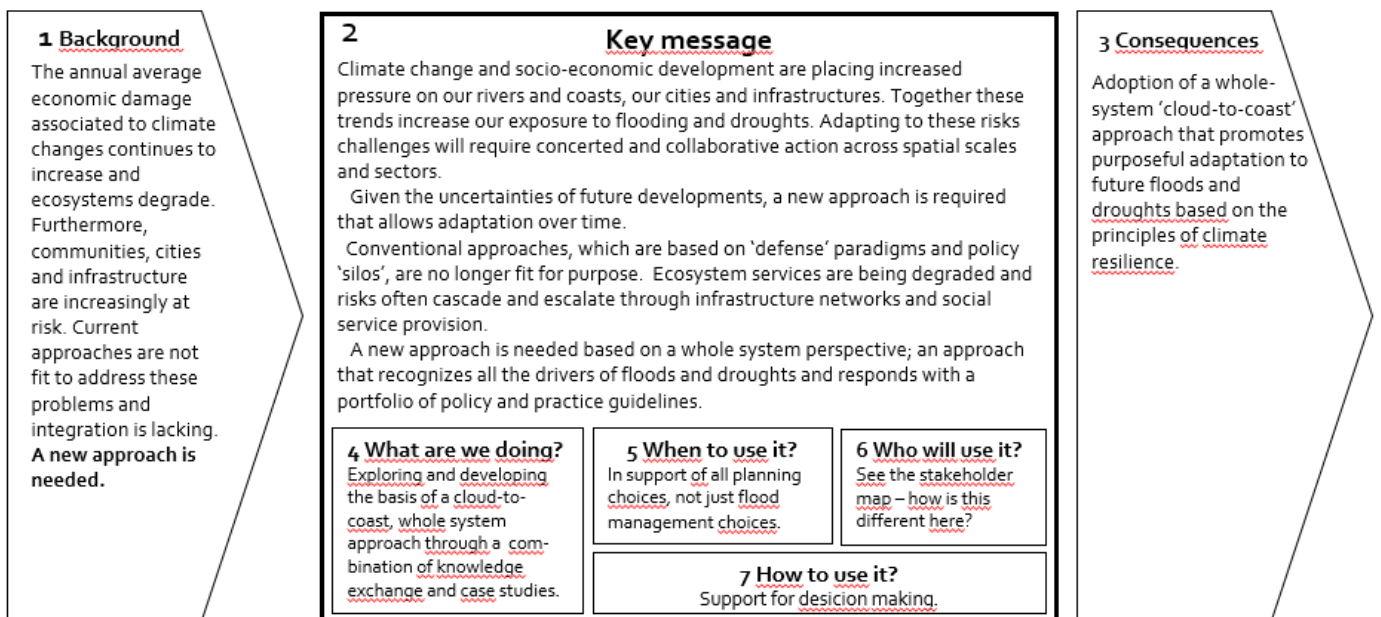 1 Background
The annual average
economic damage
associated to climate
changes continues to
increase and
ecosystems degrade.
Furthermore,
communities, cities
and infrastructure
are increasingly at
risk. Current
approaches are not
fit to address these
problems and
integration is lacking.
A new approach is
needed.
2
Key message
Climate change and socio-economic development are placing increased
pressure on our rivers and coasts, our cities and infrastructures. Together these
trends increase our exposure to flooding and droughts. Adapting to these risks
challenges will require concerted and collaborative action across spatial scales
and sectors.
Given the uncertainties of future developments, a new approach is required
that allows adaptation over time.
Conventional approaches, which are based on ‘defense’ paradigms and policy
‘silos’, are no longer fit for purpose. Ecosystem services are being degraded and
risks often cascade and escalate through infrastructure networks and social
service provision.
A new approach is needed based on a whole system perspective; an approach
that recognizes all the drivers of floods and droughts and responds with a
portfolio of policy and practice guidelines.
4 What are we doing?
Exploring and developing
the basis of a cloud-to-
coast, whole system
approach through a com-
bination of knowledge
exchange and case studies.
5 When to use it?
In support of all planning
choices, not just flood
management choices.
6 Who will use it?
See the stakeholder
map – how is this
different here?
7 How to use it?
Support for desicion making.
3 Consequences
Adoption of a whole-
system ‘cloud-to-coast’
approach that promotes
purposeful adaptation to
future floods and
droughts based on the
principles of climate
resilience.